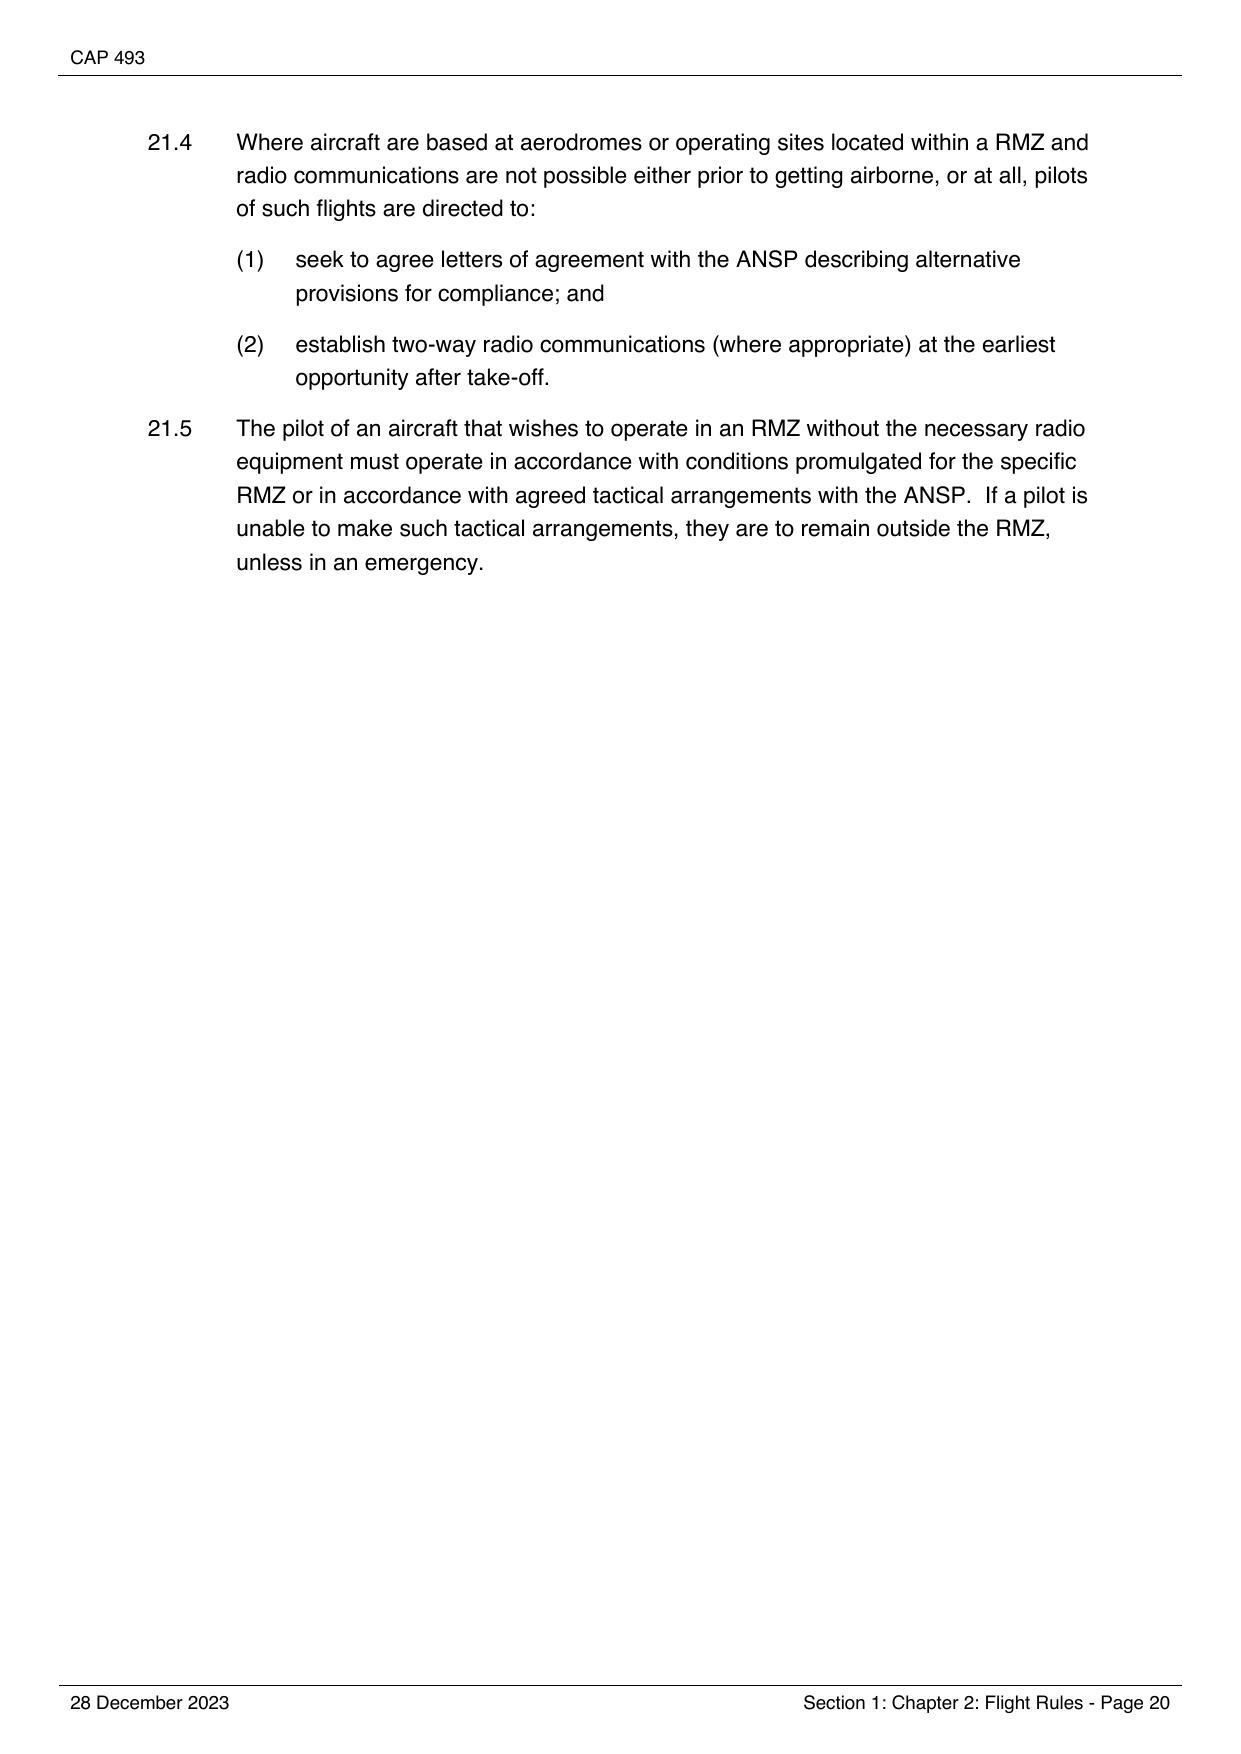 CAP 493
21.4 Where aircraft are based at aerodromes or operating sites located within a RMZ and
radio communications are not possible either prior to getting airborne, or at all, pilots
of such flights are directed to:
(1) seek to agree letters of agreement with the ANSP describing alternative
provisions for compliance; and
(2) establish two-way radio communications (where appropriate) at the earliest
opportunity after take-off.
21.5 The pilot of an aircraft that wishes to operate in an RMZ without the necessary radio
equipment must operate in accordance with conditions promulgated for the specific
RMZ or in accordance with agreed tactical arrangements with the ANSP.  If a pilot is
unable to make such tactical arrangements, they are to remain outside the RMZ,
unless in an emergency.
28 December 2023 Section 1: Chapter 2: Flight Rules - Page 20